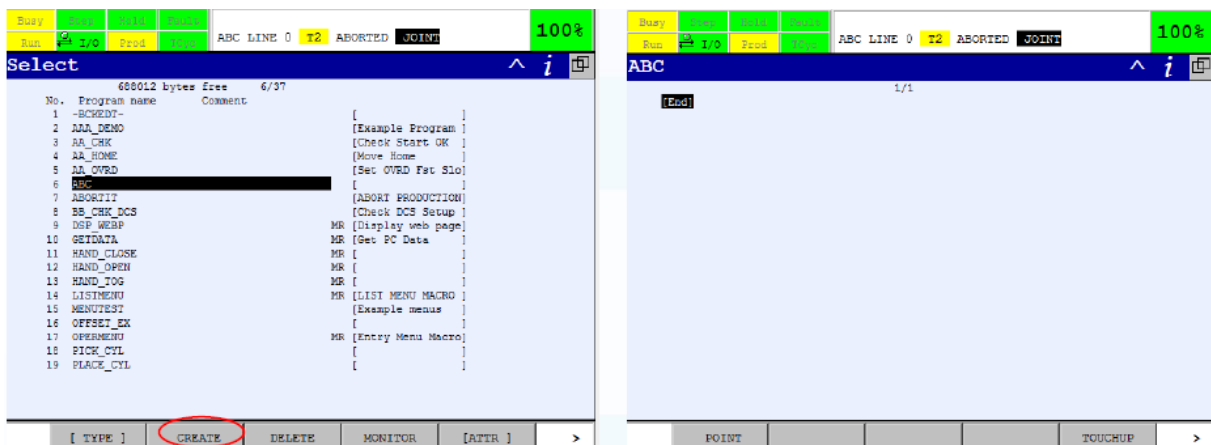 Busy Step Hold Fault
Run I/O Prod TCyc
ABC LINE 0 T2 ABORTED JOINT
100%
Select
688012 bytes free 6/37
No. Program name Comment
1 -BCKEDT- [ ]
2 AAA_DEMO [Example Program ]
3 AA_CHK [Check Start OK ]
4 AA_HOME [Move Home ]
5 AA_OVRD [Set OVRD Fst Slo]
6 ABC [ ]
7 ABORTIT [ABORT PRODUCTION]
8 BB_CHK_DCS [Check DCS Setup ]
9 DSP_WEBP MR [Display web page]
10 GETDATA MR [Get PC Data ]
11 HAND_CLOSE MR [ ]
12 HAND_OPEN MR [ ]
13 HAND_TOG MR [ ]
14 LISTMENU MR [LIST MENU MACRO ]
15 MENUTEST [Example menus ]
16 OFFSET_EX [ ]
17 OPERMENU MR [Entry Menu Macro]
18 PICK_CYL [ ]
19 PLACE_CYL [ ]
[ TYPE ] CREATE DELETE MONITOR [ATTR ] >
Busy Step Hold Fault
Run I/O Prod TCyc
ABC LINE 0 T2 ABORTED JOINT
100%
ABC
1/1
[End]
POINT TOUCHUP >